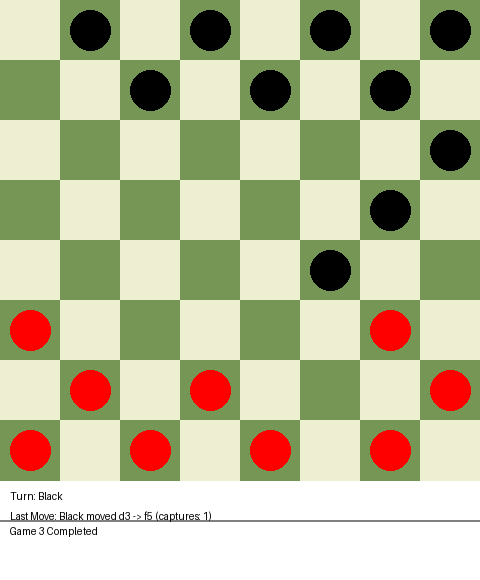 Turn: Black
Last Move: Black moved d3 -> f5 (captures: 1)
Game 3 Completed